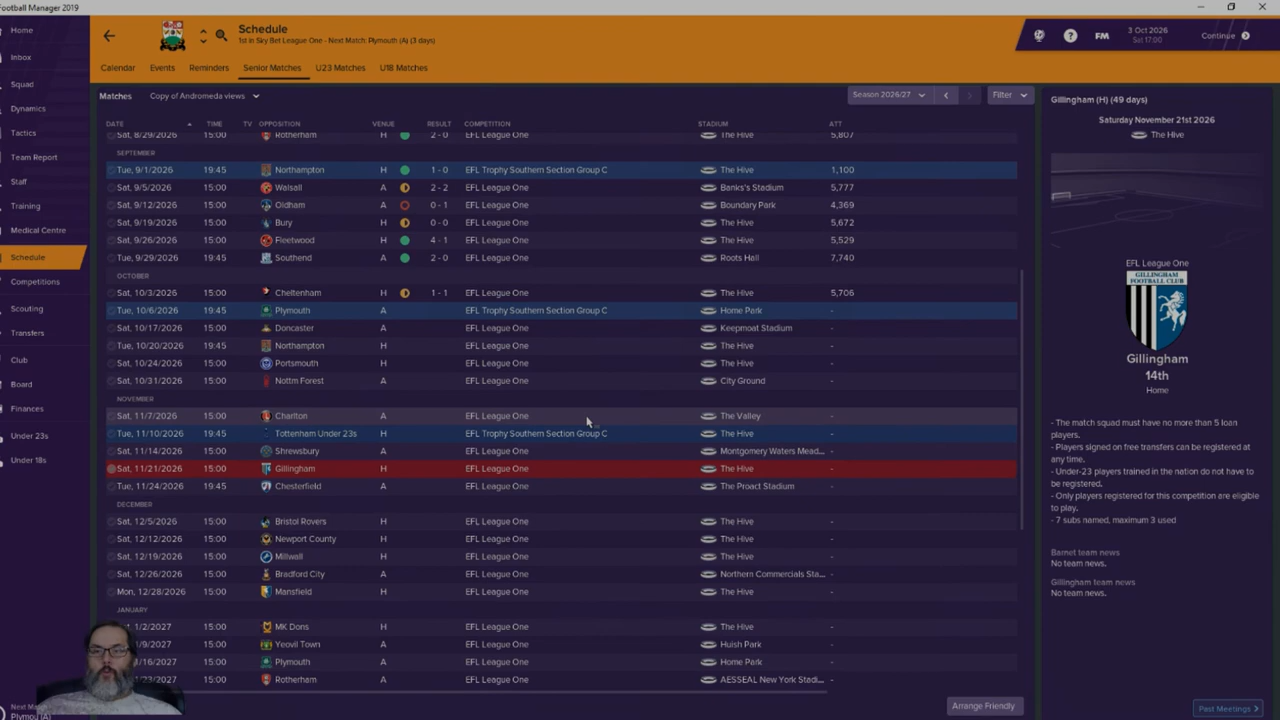 Football Manager 2019
Home
Inbox
Squad
Dynamics
Tactics
Team Report
Staff
Training
Medical Centre
Schedule
Competitions
Scouting
Transfers
Club
Board
Finances
Under 23s
Under 18s
Next Mat
Plymou (A)
Schedule
1st in Sky Bet League One - Next Match: Plymouth (A) (3 days)
? FM 3 Oct 2026 Sat 17:00 Continue
Calendar Events Reminders Senior Matches U23 Matches U18 Matches
Matches Copy of Andromeda views Season 2026/27 Filter
DATE TIME TV OPPOSITION VENUE RESULT COMPETITION STADIUM ATT
Sat, 8/29/2026 15:00 Rotherham H 2 - 0 EFL League One The Hive 5,807
SEPTEMBER
Tue, 9/1/2026 19:45 Northampton H 1 - 0 EFL Trophy Southern Section Group C The Hive 1,100
Sat, 9/5/2026 15:00 Walsall A 2 - 2 EFL League One Banks's Stadium 5,777
Sat, 9/12/2026 15:00 Oldham A 0 - 1 EFL League One Boundary Park 4,369
Sat, 9/19/2026 15:00 Bury H 0 - 0 EFL League One The Hive 5,672
Sat, 9/26/2026 15:00 Fleetwood H 4 - 1 EFL League One The Hive 5,529
Tue, 9/29/2026 19:45 Southend A 2 - 0 EFL League One Roots Hall 7,740
OCTOBER
Sat, 10/3/2026 15:00 Cheltenham H 1 - 1 EFL League One The Hive 5,706
Tue, 10/6/2026 19:45 Plymouth A EFL Trophy Southern Section Group C Home Park -
Sat, 10/17/2026 15:00 Doncaster A EFL League One Keepmoat Stadium -
Tue, 10/20/2026 19:45 Northampton H EFL League One The Hive -
Sat, 10/24/2026 15:00 Portsmouth H EFL League One The Hive -
Sat, 10/31/2026 15:00 Nottm Forest A EFL League One City Ground -
NOVEMBER
Sat, 11/7/2026 15:00 Charlton A EFL League One The Valley -
Tue, 11/10/2026 19:45 Tottenham Under 23s H EFL Trophy Southern Section Group C The Hive -
Sat, 11/14/2026 15:00 Shrewsbury A EFL League One Montgomery Waters Mead... -
Sat, 11/21/2026 15:00 Gillingham H EFL League One The Hive -
Tue, 11/24/2026 19:45 Chesterfield A EFL League One The Proact Stadium -
DECEMBER
Sat, 12/5/2026 15:00 Bristol Rovers H EFL League One The Hive -
Sat, 12/12/2026 15:00 Newport County H EFL League One The Hive -
Sat, 12/19/2026 15:00 Millwall H EFL League One The Hive -
Sat, 12/26/2026 15:00 Bradford City A EFL League One Northern Commercials Sta... -
Mon, 12/28/2026 15:00 Mansfield H EFL League One The Hive -
JANUARY
1/2/2027 15:00 MK Dons H EFL League One The Hive -
/9/2027 15:00 Yeovil Town A EFL League One Huish Park -
1/16/2027 15:00 Plymouth A EFL League One Home Park -
1/23/2027 15:00 Rotherham A EFL League One AESSEAL New York Stadi... -
Arrange Friendly
Gillingham (H) (49 days)
Saturday November 21st 2026
The Hive
EFL League One
GILLINGHAM
FOOTBALL CLUB
Gillingham
14th
Home
- The match squad must have no more than 5 loan
players.
- Players signed on free transfers can be registered at
any time.
- Under-23 players trained in the nation do not have to
be registered.
- Only players registered for this competition are eligible
to play.
- 7 subs named, maximum 3 used
Barnet team news
No team news.
Gillingham team news
No team news.
Past Meetings